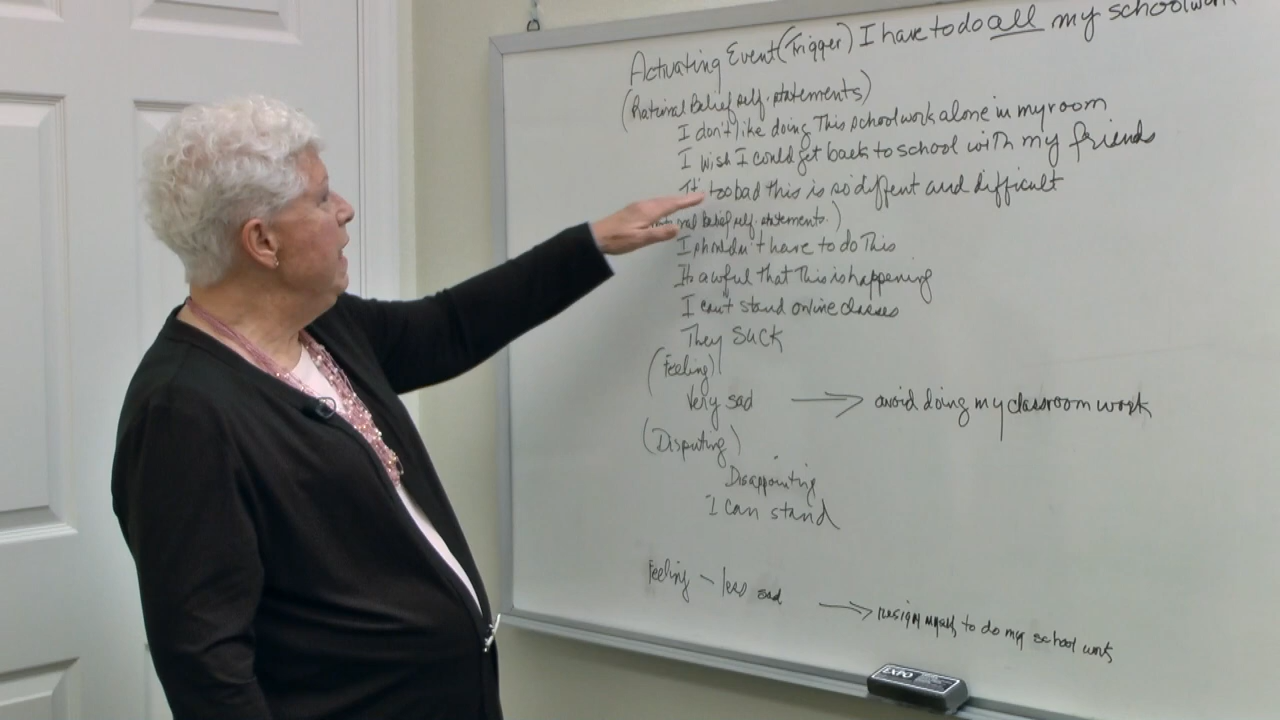 Activating Event (Trigger) I have to do all my schoolwork
(Rational Belief self-statements)
I don't like doing this schoolwork alone in my room
I wish I could get back to school with my friends
too bad this is so diffent and difficult
nal belief self-statements.)
I shouldn't have to do this
Its awful that this is happening
I can't stand online classes
They SUCK
(Feeling)
Very sad → avoid doing my classroom work
(Disputing)
Disappointing
I can stand
Feeling - less sad → resign myself to do my school work
EXPO